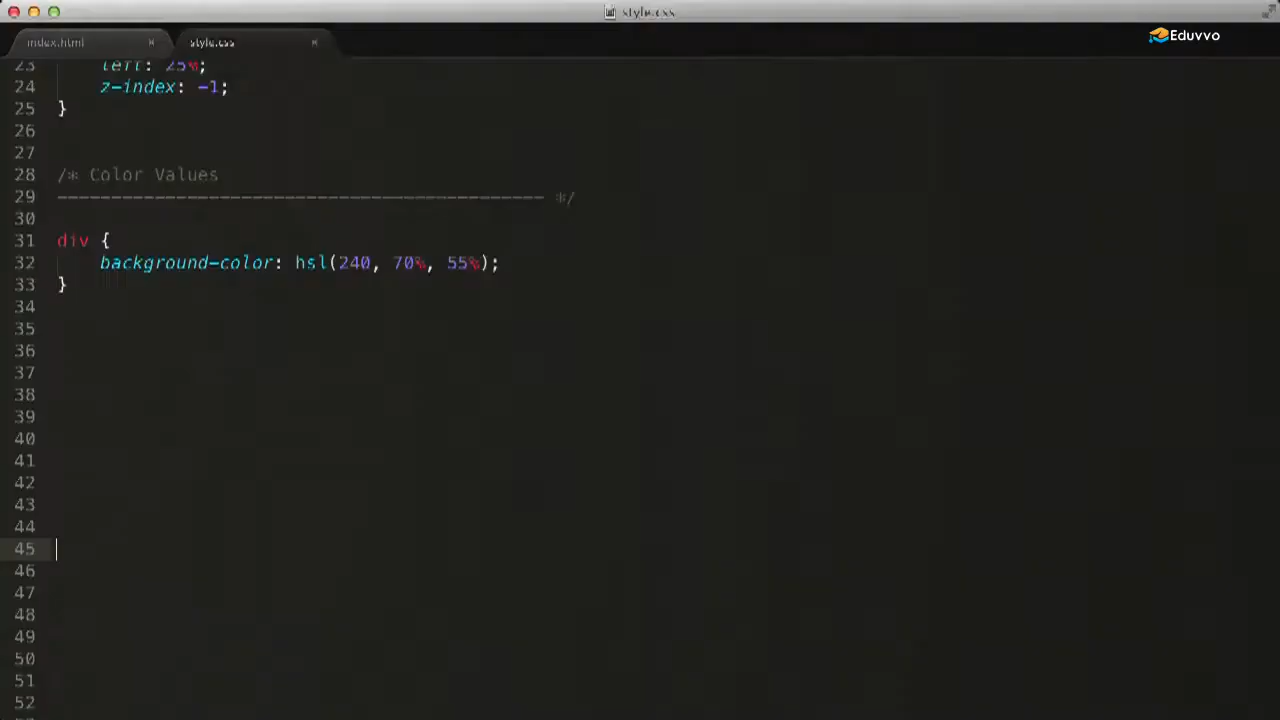 style.css
index.html
style.css
Eduvvo
23 left: 25%;
24 z-index: -1;
25 }
26
27
28 /* Color Values
29 --------------------------------------------- */
30
31 div {
32 background-color: hsl(240, 70%, 55%);
33 }
34
35
36
37
38
39
40
41
42
43
44
45
46
47
48
49
50
51
52